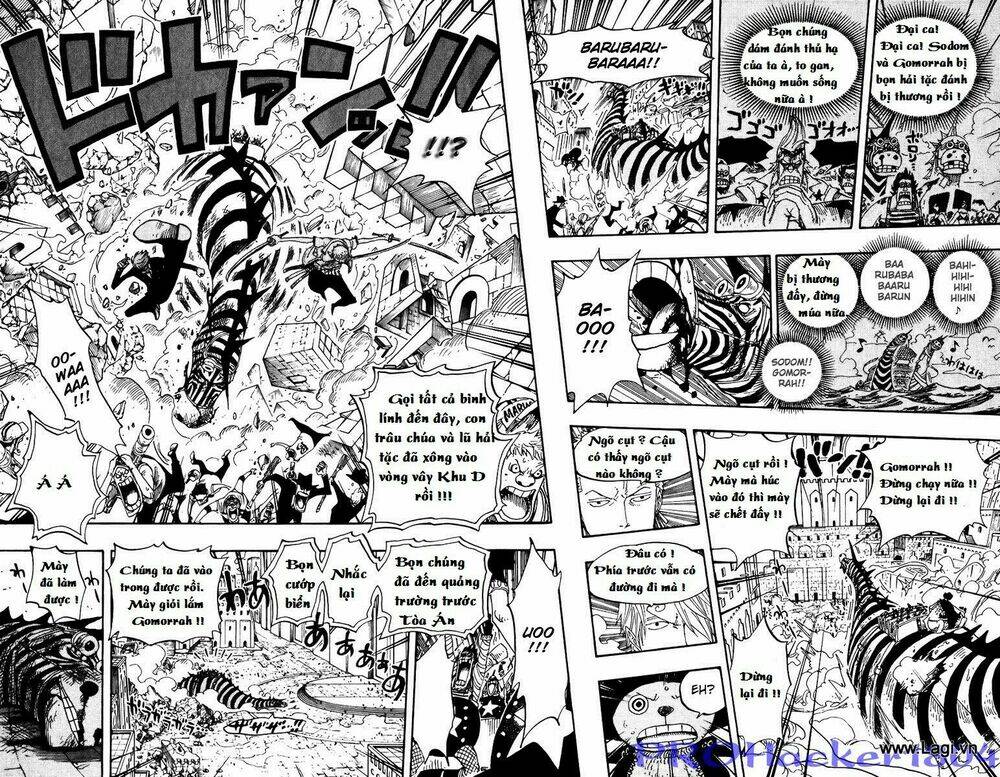 Đại ca!
Đại ca! Sodom
và
Gomorrah bị
bọn hải tặc đánh
bị thương rồi !
Bọn chúng
dám đánh thủ hạ
của ta à, to gan,
không muốn sống
nữa à !
BARUBARU-
BARAAA!!
ゴゴゴ
BAHI-
HIHI-
HIHI
HIHIN
♪
BAA
RUBABA
BAARU
BARUN
Mày
bị thương
đấy, đừng
múa nữa.
SODOM!!
GOMOR-
RAH!!
BA-
OOO
!!!
Gomorrah !!
Đừng chạy nữa !!
Dừng lại đi !!
Ngõ cụt rồi !
Mày mà húc
vào đó thì mày
sẽ chết đấy!
Ngõ cụt ? Cậu
có thấy ngõ cụt
nào không ?
Đâu có !
Phía trước vẫn có
đường đi mà !
Dừng lại
đi !!
EH?
ドカァァンッ!!
!!?
OO-
WAA
AAA
!!!
Á Á
MARINE
Gọi tất cả binh
lính đến đây, con
trâu chúa và lũ hải
tặc đã xông vào
vòng vây Khu D
rồi !!!
UOO
!!!
Bọn chúng
đã đến quảng
trường trước
Tòa Án
Nhắc
lại
Bọn
cướp
biển
Chúng ta đã vào
trong được rồi.
Mày giỏi lắm
Gomorrah !!
Mày
đã làm
được !
www.Lagi.vn